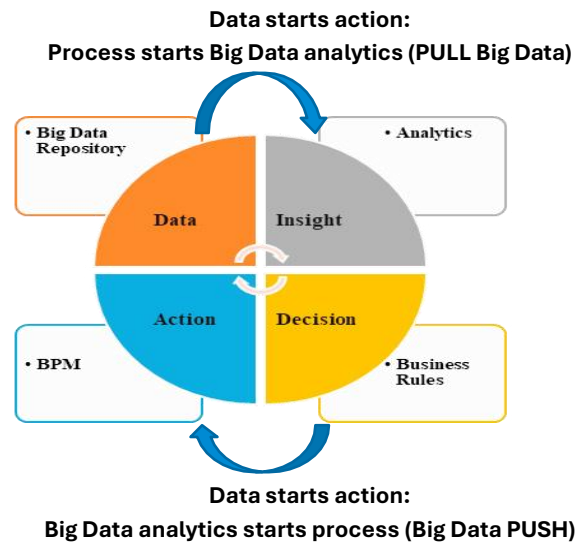 Data starts action:
Process starts Big Data analytics (PULL Big Data)
• Big Data
Repository
• Analytics
Data
Insight
Action
Decision
• BPM
• Business
Rules
Data starts action:
Big Data analytics starts process (Big Data PUSH)